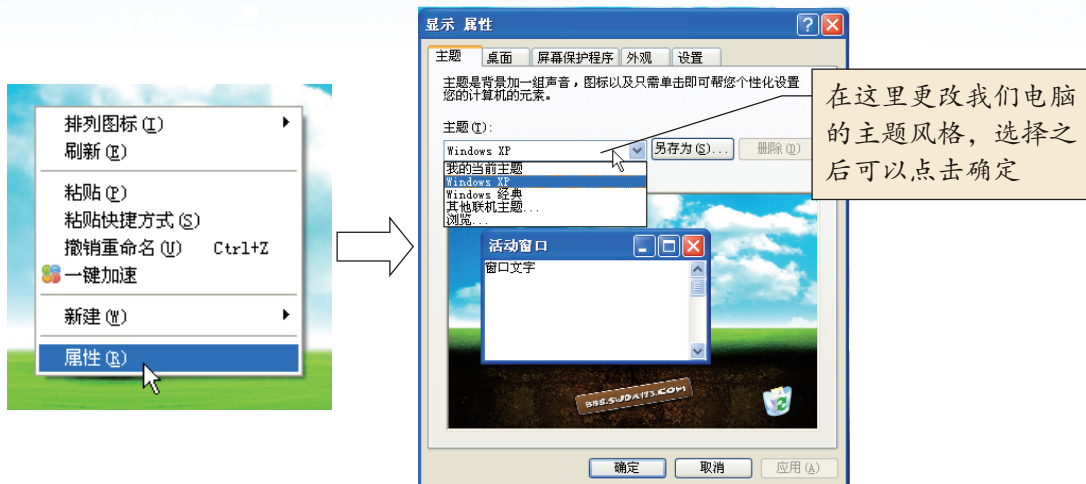 排列图标(I)
刷新(E)
粘贴(P)
粘贴快捷方式(S)
撤销重命名(U) Ctrl+Z
一键加速
新建(W)
属性(R)
显示 属性
主题 桌面 屏幕保护程序 外观 设置
主题是背景加一组声音，图标以及只需单击即可帮您个性化设置
您的计算机的元素。
主题(T):
Windows XP 另存为(S)... 删除(D)
我的当前主题
Windows XP
Windows 经典
其他联机主题...
浏览...
活动窗口
窗口文字
BBS.SJDA123.COM
确定 取消 应用(A)
在这里更改我们电脑
的主题风格，选择之
后可以点击确定